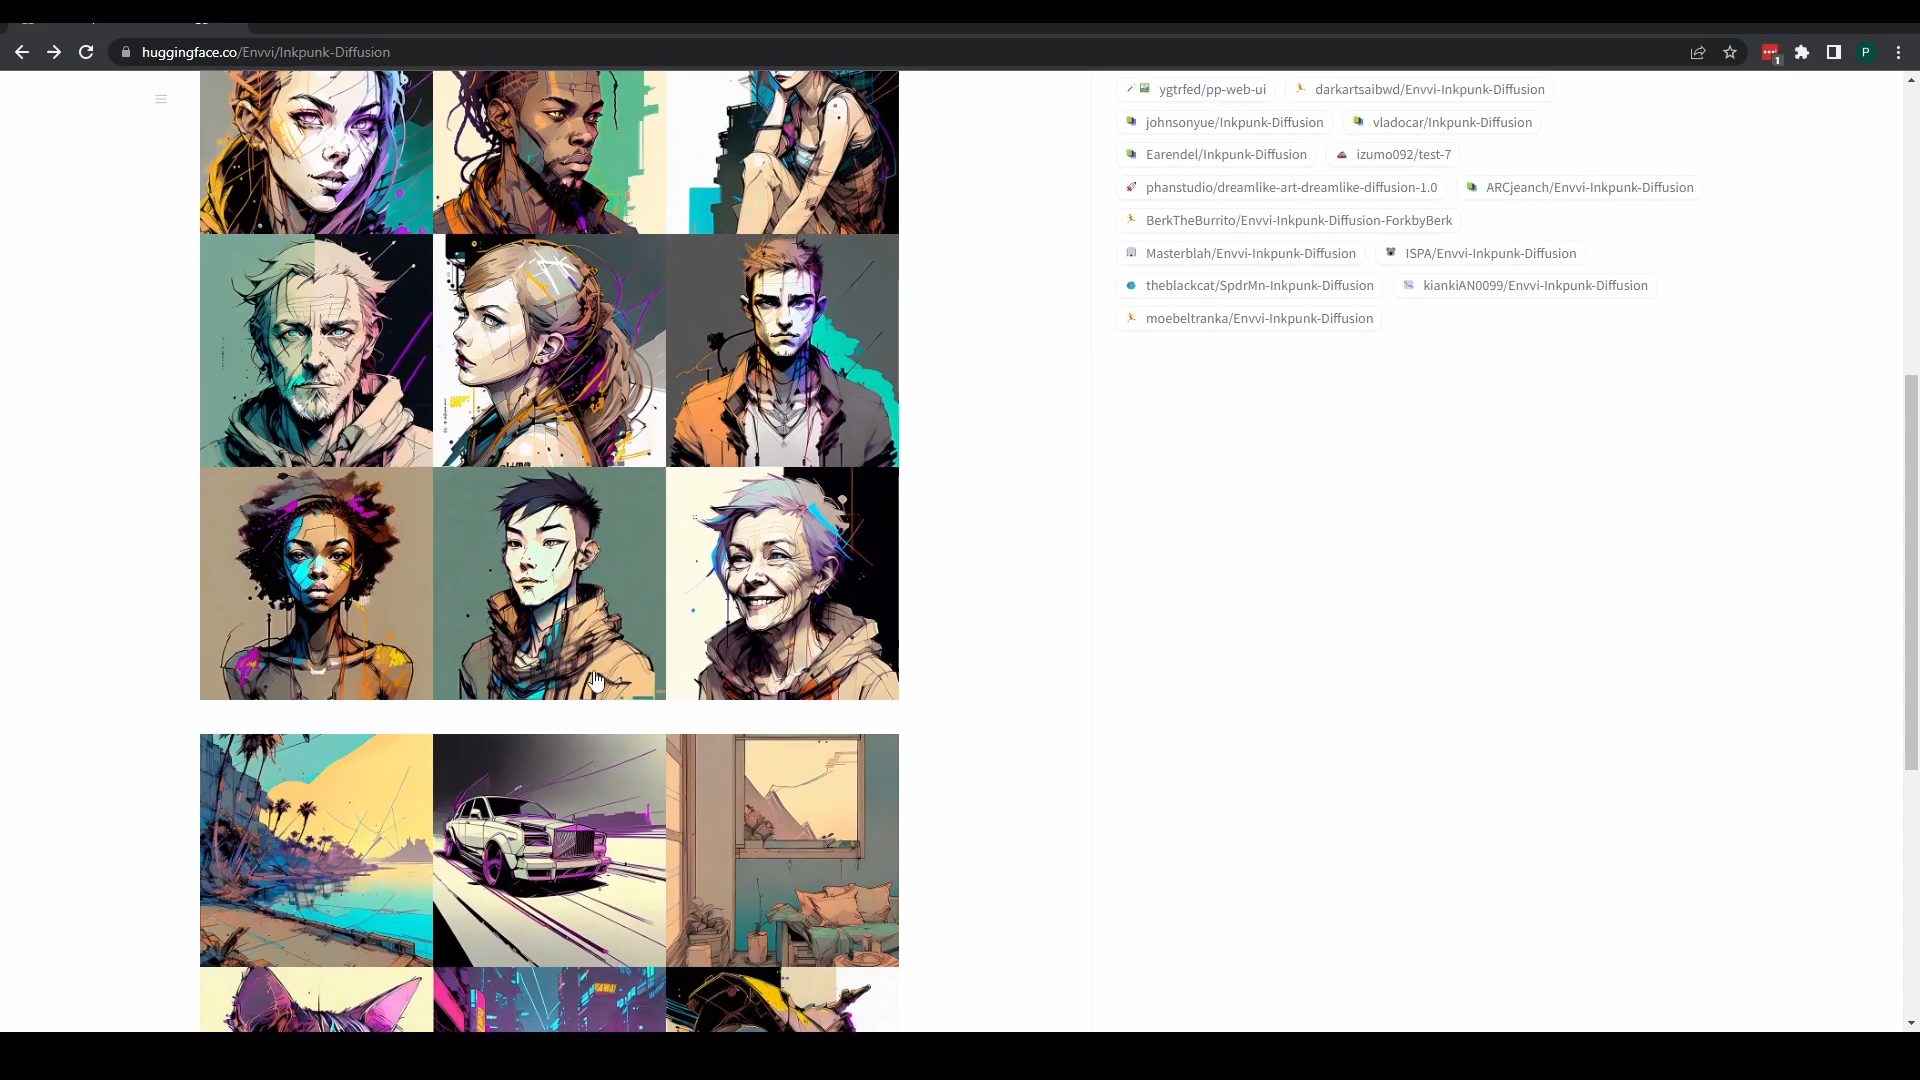 huggingface.co/Envvi/Inkpunk-Diffusion
1
P
ygtrfed/pp-web-ui
darkartsaibwd/Envvi-Inkpunk-Diffusion
johnsonyue/Inkpunk-Diffusion
vladocar/Inkpunk-Diffusion
Earendel/Inkpunk-Diffusion
izumo092/test-7
phanstudio/dreamlike-art-dreamlike-diffusion-1.0
ARCjeanch/Envvi-Inkpunk-Diffusion
BerkTheBurrito/Envvi-Inkpunk-Diffusion-ForkbyBerk
Masterblah/Envvi-Inkpunk-Diffusion
ISPA/Envvi-Inkpunk-Diffusion
theblackcat/SpdrMn-Inkpunk-Diffusion
kiankiAN0099/Envvi-Inkpunk-Diffusion
moebeltranka/Envvi-Inkpunk-Diffusion